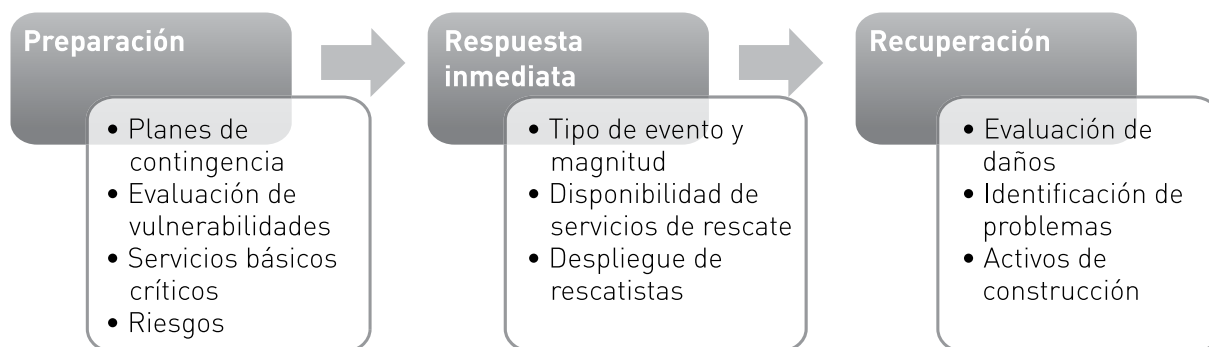 Preparación
• Planes de
contingencia
• Evaluación de
vulnerabilidades
• Servicios básicos
críticos
• Riesgos
Respuesta
inmediata
• Tipo de evento y
magnitud
• Disponibilidad de
servicios de rescate
• Despliegue de
rescatistas
Recuperación
• Evaluación de
daños
• Identificación de
problemas
• Activos de
construcción